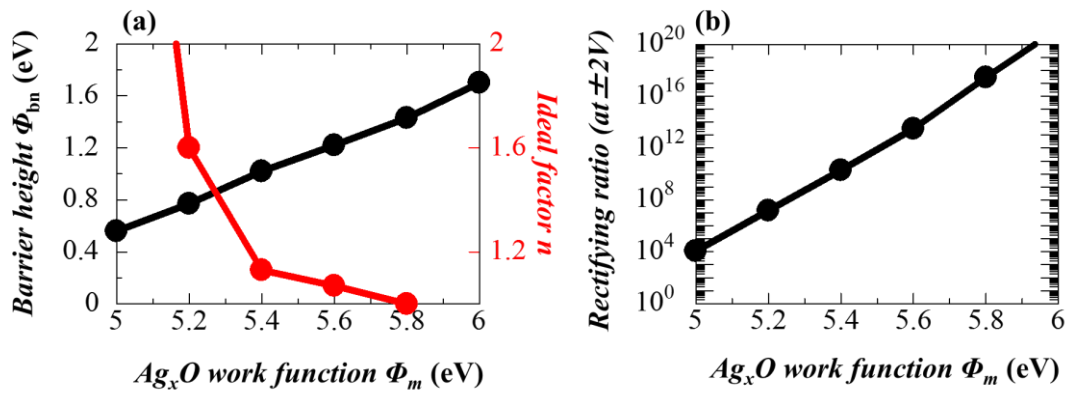 (a)
Barrier height Φbn (eV)
2
1.6
1.2
0.8
0.4
0
5 5.2 5.4 5.6 5.8 6
AgxO work function Φm (eV)
2
1.6
1.2
Ideal factor n
(b)
Rectifying ratio (at ±2V)
10^20
10^16
10^12
10^8
10^4
10^0
5 5.2 5.4 5.6 5.8 6
AgxO work function Φm (eV)